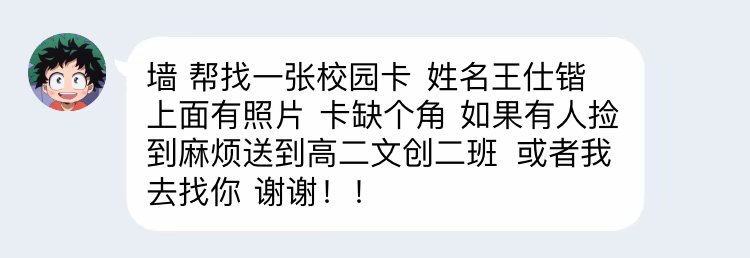 墙 帮找一张校园卡 姓名王仕锴
上面有照片 卡缺个角 如果有人捡
到麻烦送到高二文创二班 或者我
去找你 谢谢！！